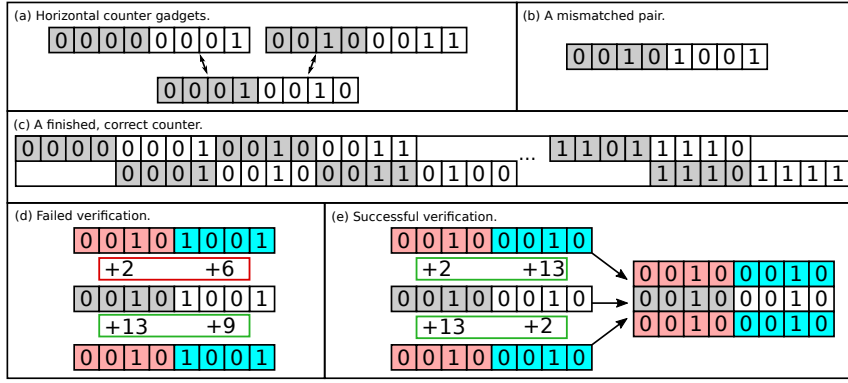 (a) Horizontal counter gadgets.
0 0 0 0 0 0 0 1 0 0 1 0 0 0 1 1
0 0 0 1 0 0 1 0
(b) A mismatched pair.
0 0 1 0 1 0 0 1
(c) A finished, correct counter.
0 0 0 0 0 0 0 1 0 0 1 0 0 0 1 1 ... 1 1 0 1 1 1 1 0
0 0 0 1 0 0 1 0 0 0 1 1 0 1 0 0 1 1 1 0 1 1 1 1
(d) Failed verification.
0 0 1 0 1 0 0 1
+2 +6
0 0 1 0 1 0 0 1
+13 +9
0 0 1 0 1 0 0 1
(e) Successful verification.
0 0 1 0 0 0 1 0
+2 +13
0 0 1 0 0 0 1 0
+13 +2
0 0 1 0 0 0 1 0
0 0 1 0 0 0 1 0
0 0 1 0 0 0 1 0
0 0 1 0 0 0 1 0